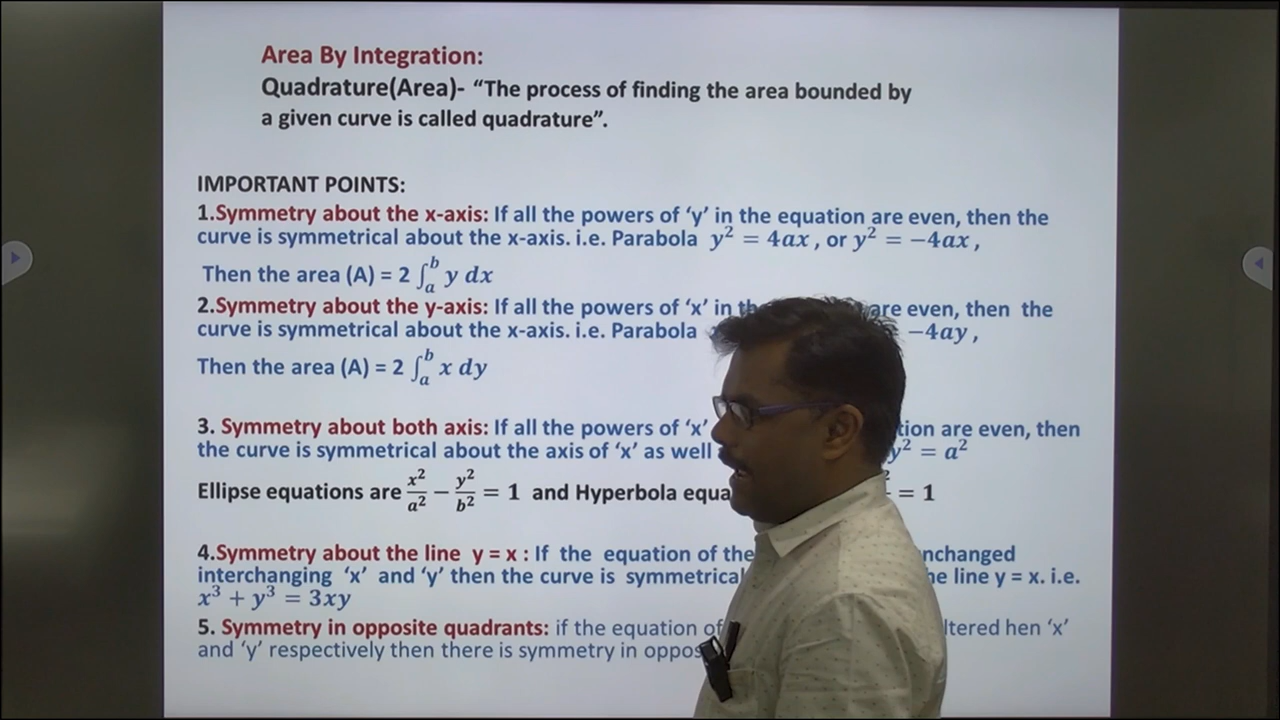 Area By Integration:
Quadrature(Area)- “The process of finding the area bounded by
a given curve is called quadrature”.
IMPORTANT POINTS:
1.Symmetry about the x-axis: If all the powers of ‘y’ in the equation are even, then the
curve is symmetrical about the x-axis. i.e. Parabola y² = 4ax , or y² = −4ax ,
Then the area (A) = 2 ∫ₐᵇ y dx
2.Symmetry about the y-axis: If all the powers of ‘x’ in are even, then the
curve is symmetrical about the x-axis. i.e. Parabola −4ay ,
Then the area (A) = 2 ∫ₐᵇ x dy
3. Symmetry about both axis: If all the powers of ‘x’ are even, then
the curve is symmetrical about the axis of ‘x’ as well y² = a²
Ellipse equations are x²/a² − y²/b² = 1 and Hyperbola = 1
4.Symmetry about the line y = x : If the equation of the
interchanging ‘x’ and ‘y’ then the curve is line y = x. i.e.
x³ + y³ = 3xy
5. Symmetry in opposite quadrants: if the equation of hen ‘x’
and ‘y’ respectively then there is symmetry in